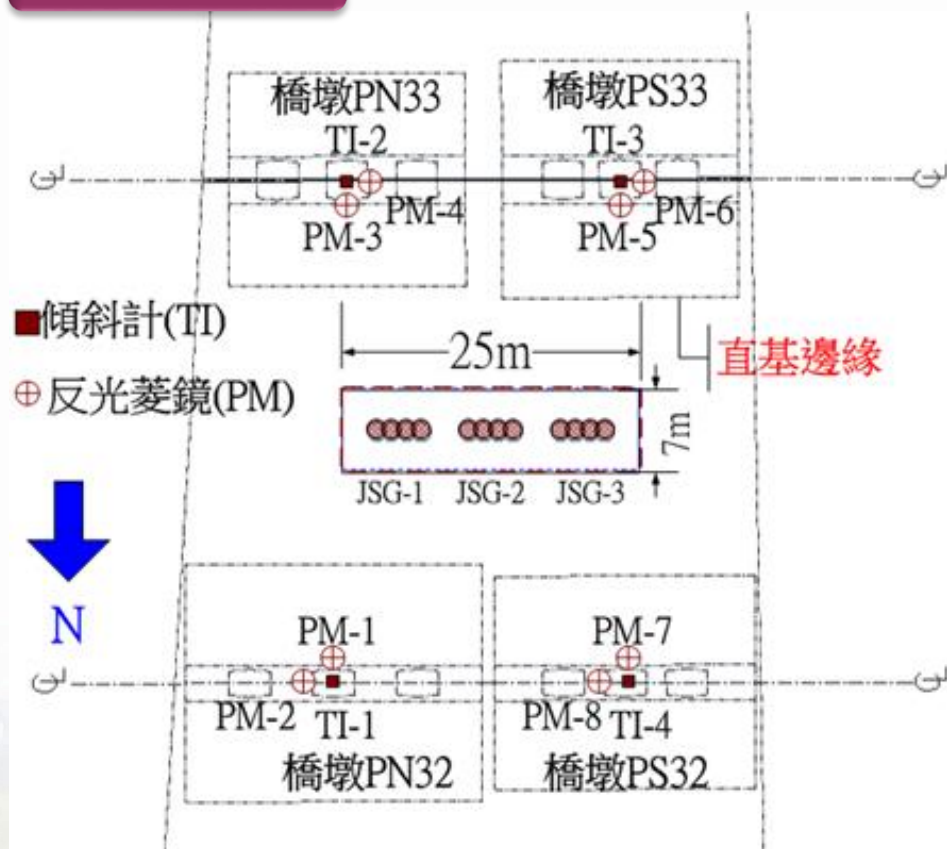 橋墩PN33
橋墩PS33
TI-2
TI-3
PM-4
PM-6
PM-3
PM-5
傾斜計(TI)
25m
直基邊緣
反光菱鏡(PM)
7m
JSG-1
JSG-2
JSG-3
N
PM-1
PM-7
PM-2
TI-1
PM-8
TI-4
橋墩PN32
橋墩PS32